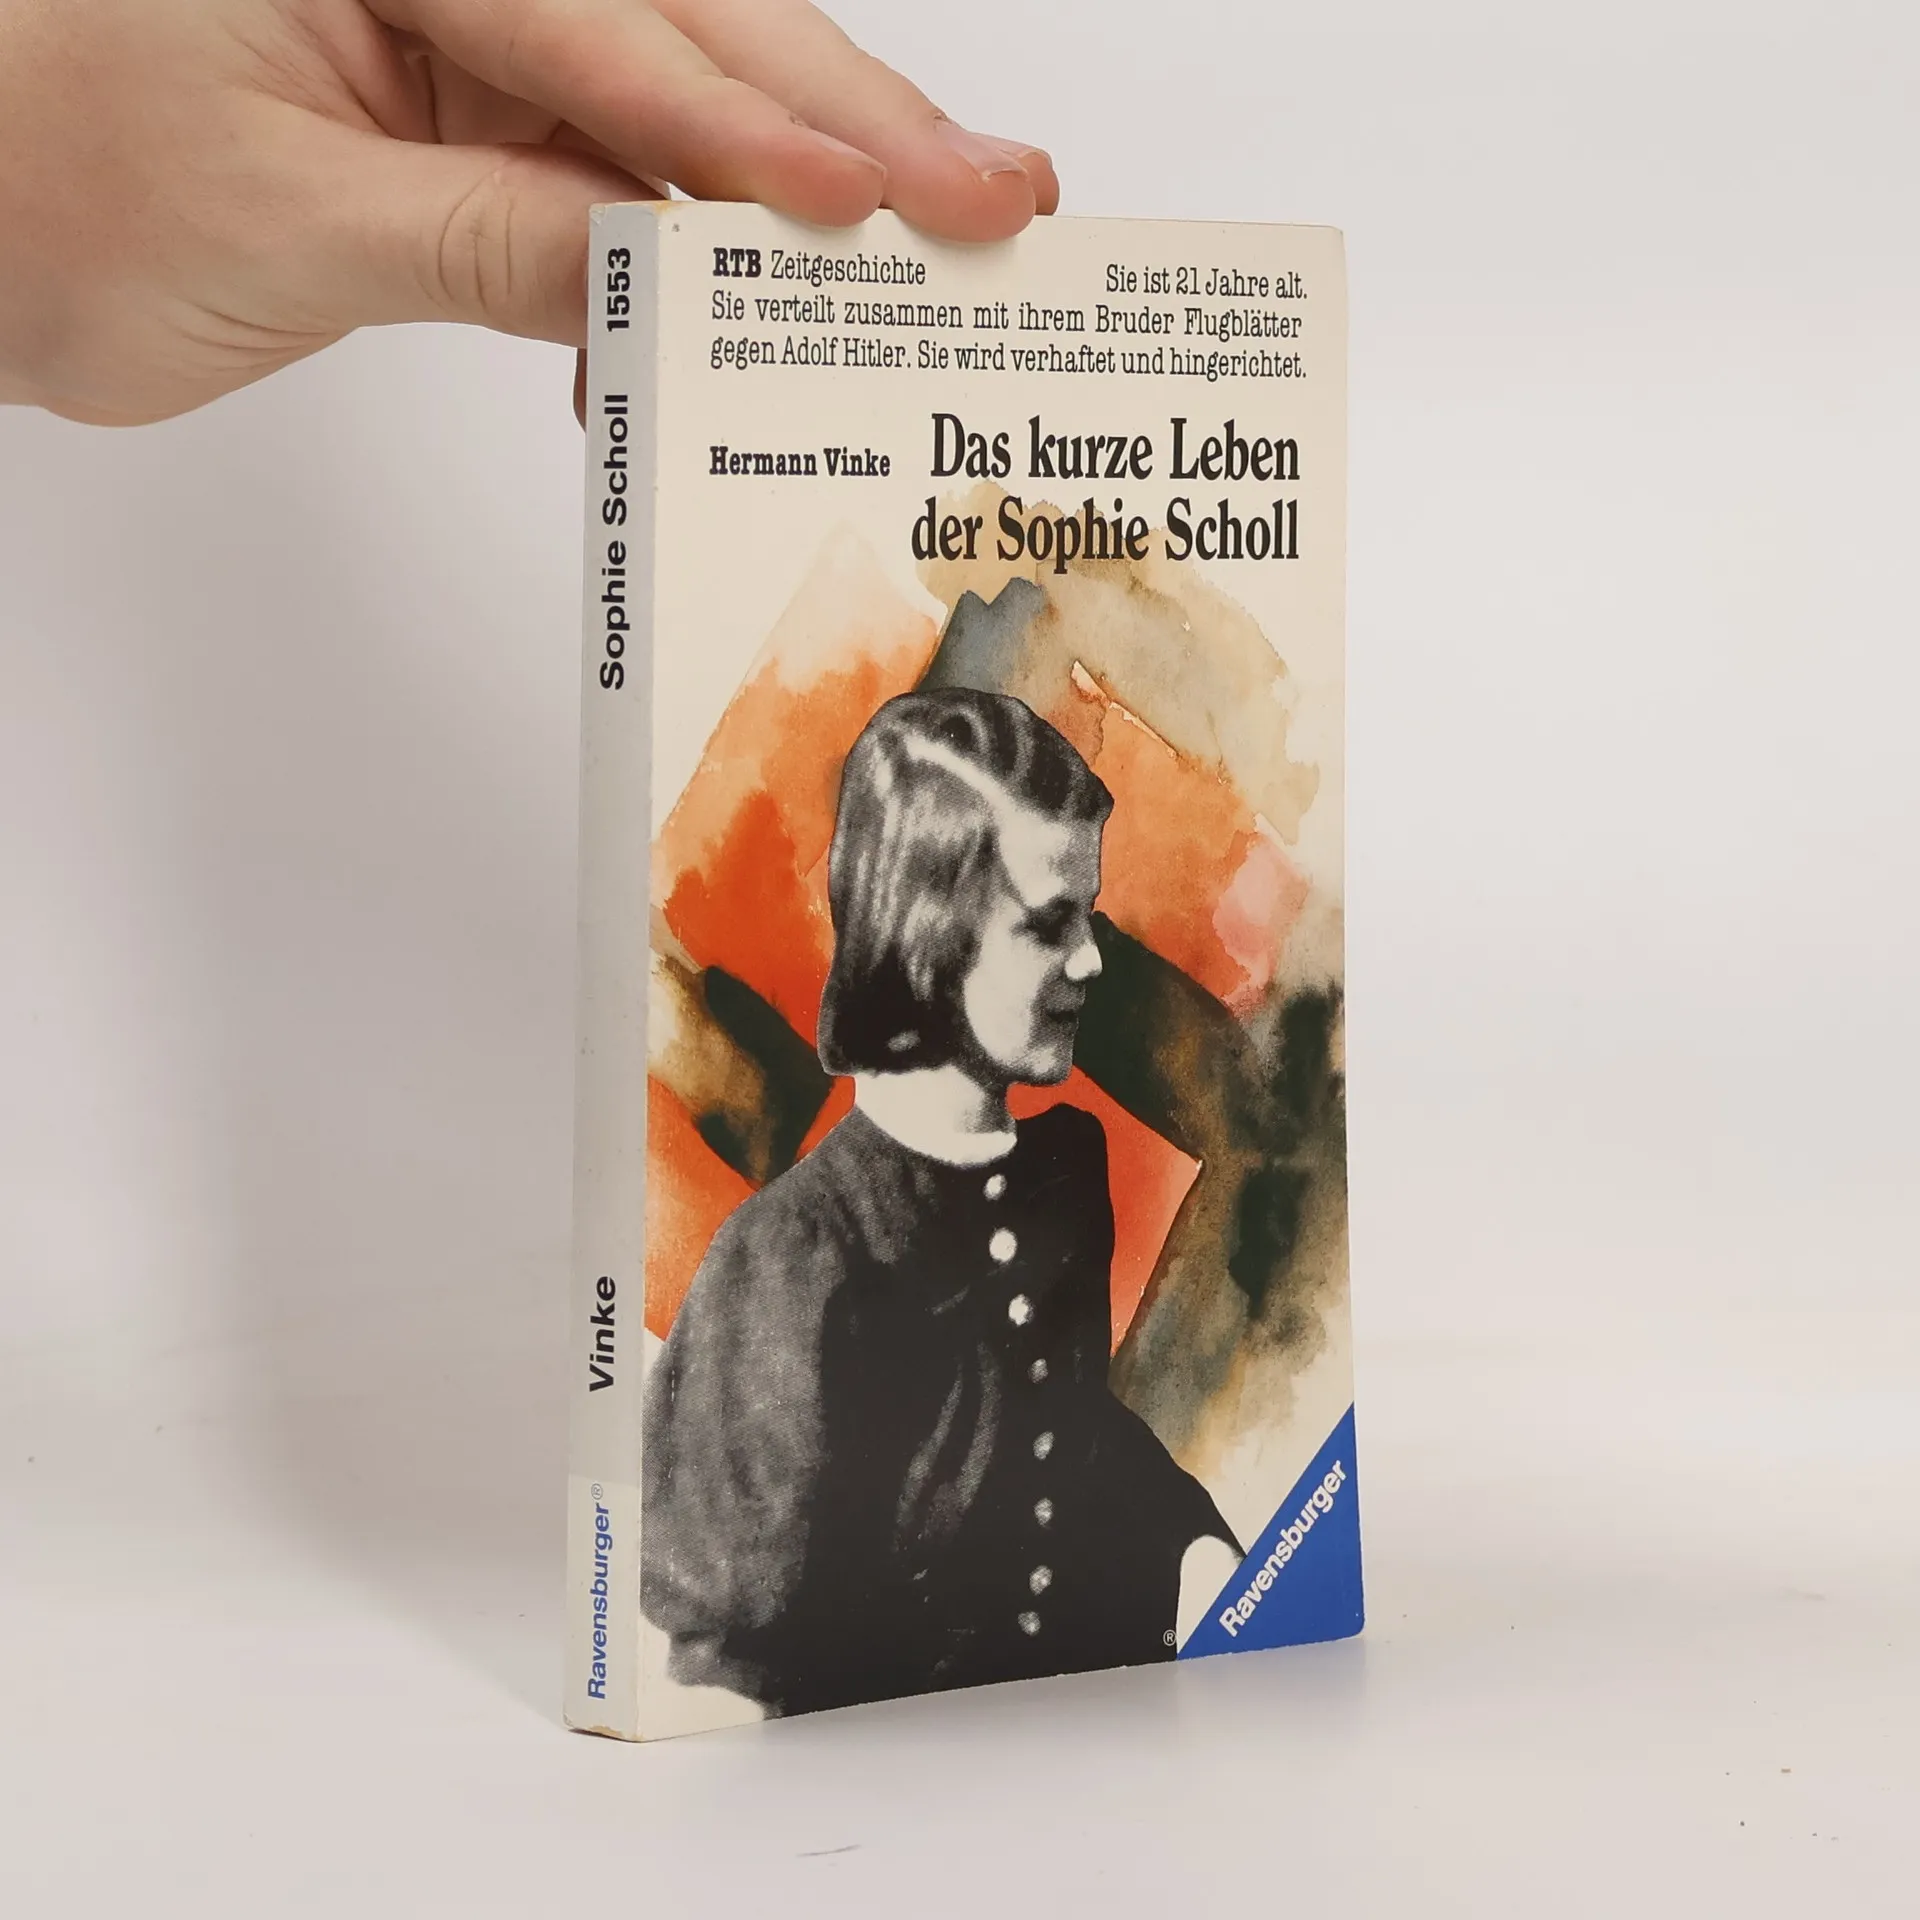 RTB Zeitgeschichte Sie ist 21 Jahre alt.
Sie verteilt zusammen mit ihrem Bruder Flugblätter
gegen Adolf Hitler. Sie wird verhaftet und hingerichtet.
Hermann Vinke Das kurze Leben
der Sophie Scholl
Ravensburger
®
Ravensburger® Vinke Sophie Scholl 1553